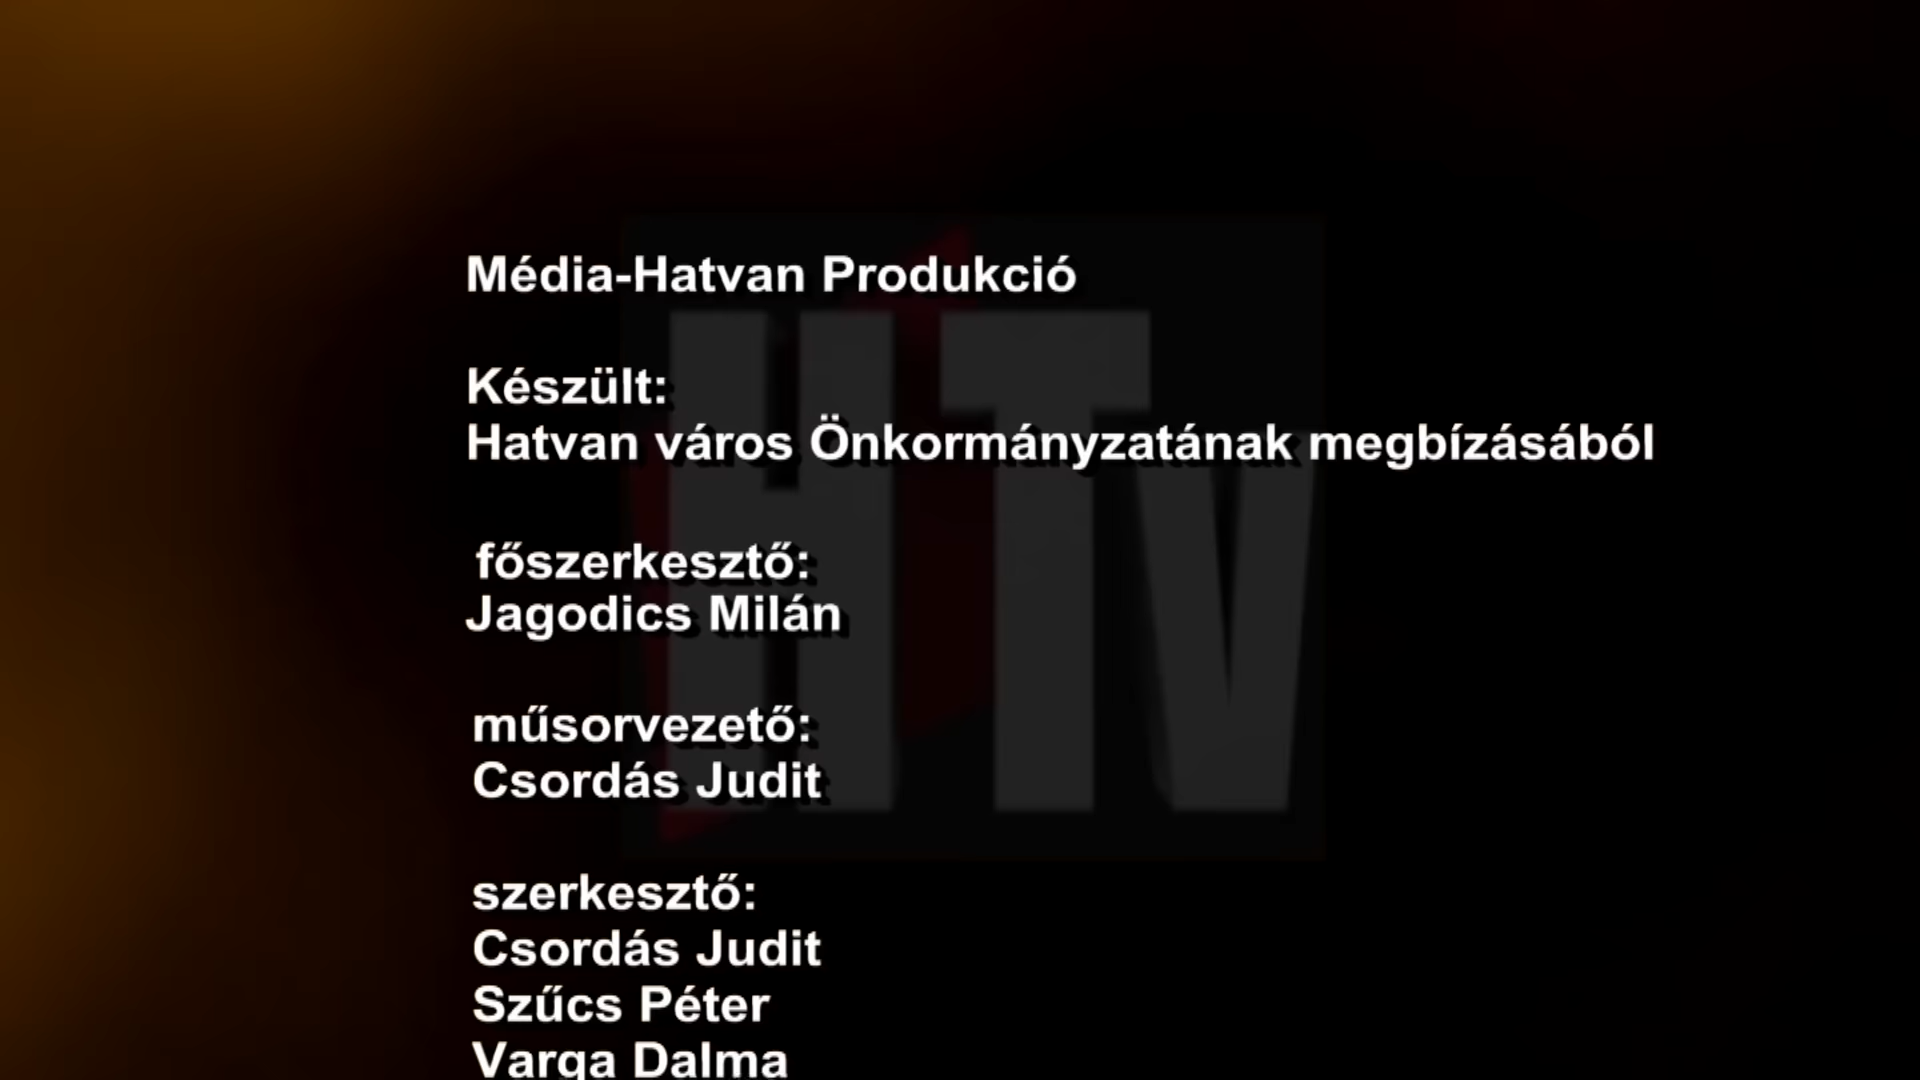 Média-Hatvan Produkció
Készült:
Hatvan város Önkormányzatának megbízásából
főszerkesztő:
Jagodics Milán
műsorvezető:
Csordás Judit
szerkesztő:
Csordás Judit
Szűcs Péter
Varga Dalma
HTv